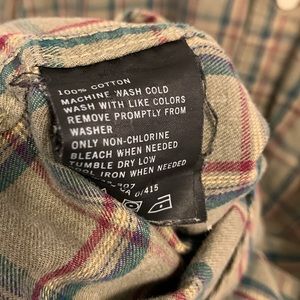 100% COTTON
MACHINE WASH COLD
WASH WITH LIKE COLORS
REMOVE PROMPTLY FROM
WASHER
ONLY NON-CHLORINE
BLEACH WHEN NEEDED
TUMBLE DRY LOW
COOL IRON WHEN NEEDED